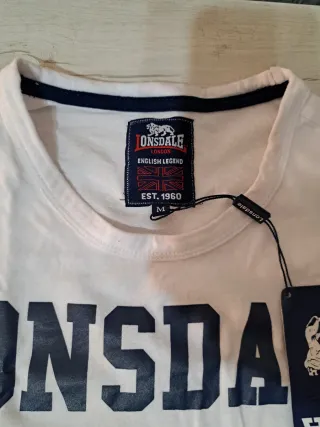 LONSDALE
LONDON
ENGLISH LEGEND
EST. 1960
M
Lonsdale
ONSDA